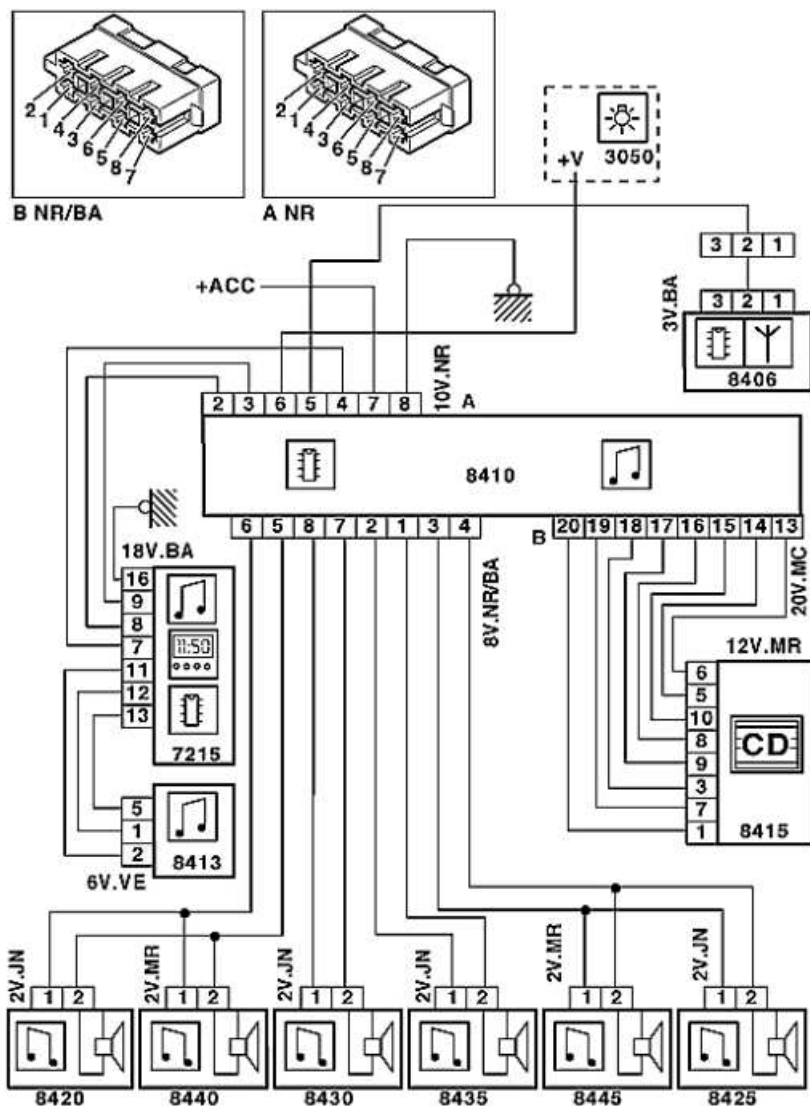 2 1 4 3 6 5 8 7
2 1 4 3 6 5 8 7
B NR/BA
A NR
+V 3050
3 2 1
+ACC
3V.BA
3 2 1
8406
10V.NR
2 3 6 5 4 7 8 A
8410
6 5 8 7 2 1 3 4
B 20 19 18 17 16 15 14 13
8V.NR/BA
20V.MC
18V.BA
16
9
8
7
11
12
13
11:50
7215
12V.MR
6
5
10
8
9
3
7
1
CD
8415
5
1
2
8413
6V.VE
2V.JN
2V.MR
2V.JN
2V.JN
2V.MR
2V.JN
1 2 1 2 1 2 1 2 1 2 1 2
8420 8440 8430 8435 8445 8425